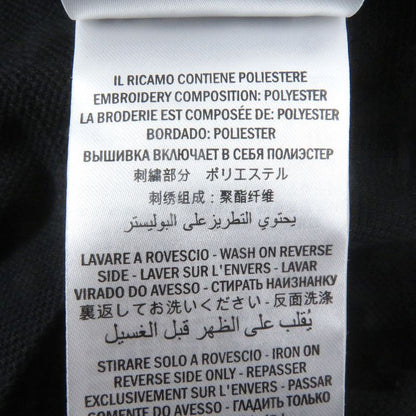 IL RICAMO CONTIENE POLIESTERE
EMBROIDERY COMPOSITION: POLYESTER
LA BRODERIE EST COMPOSÉE DE: POLYESTER
BORDADO: POLIESTER
ВЫШИВКА ВКЛЮЧАЕТ В СЕБЯ ПОЛИЭСТЕР
刺繍部分 ポリエステル
刺绣组成：聚酯纤维
يحتوي التطريز على البوليستر
LAVARE A ROVESCIO - WASH ON REVERSE
SIDE - LAVER SUR L'ENVERS - LAVAR
VIRADO DO AVESSO - СТИРАТЬ НАИЗНАНКУ
裏返してお洗いください - 反面洗涤
يُقلب على الظهر قبل الغسيل
STIRARE SOLO A ROVESCIO - IRON ON
REVERSE SIDE ONLY - REPASSER
EXCLUSIVEMENT SUR L'ENVERS - PASSAR
SOMENTE DO AVESSO - ГЛАДИТЬ ТОЛЬКО